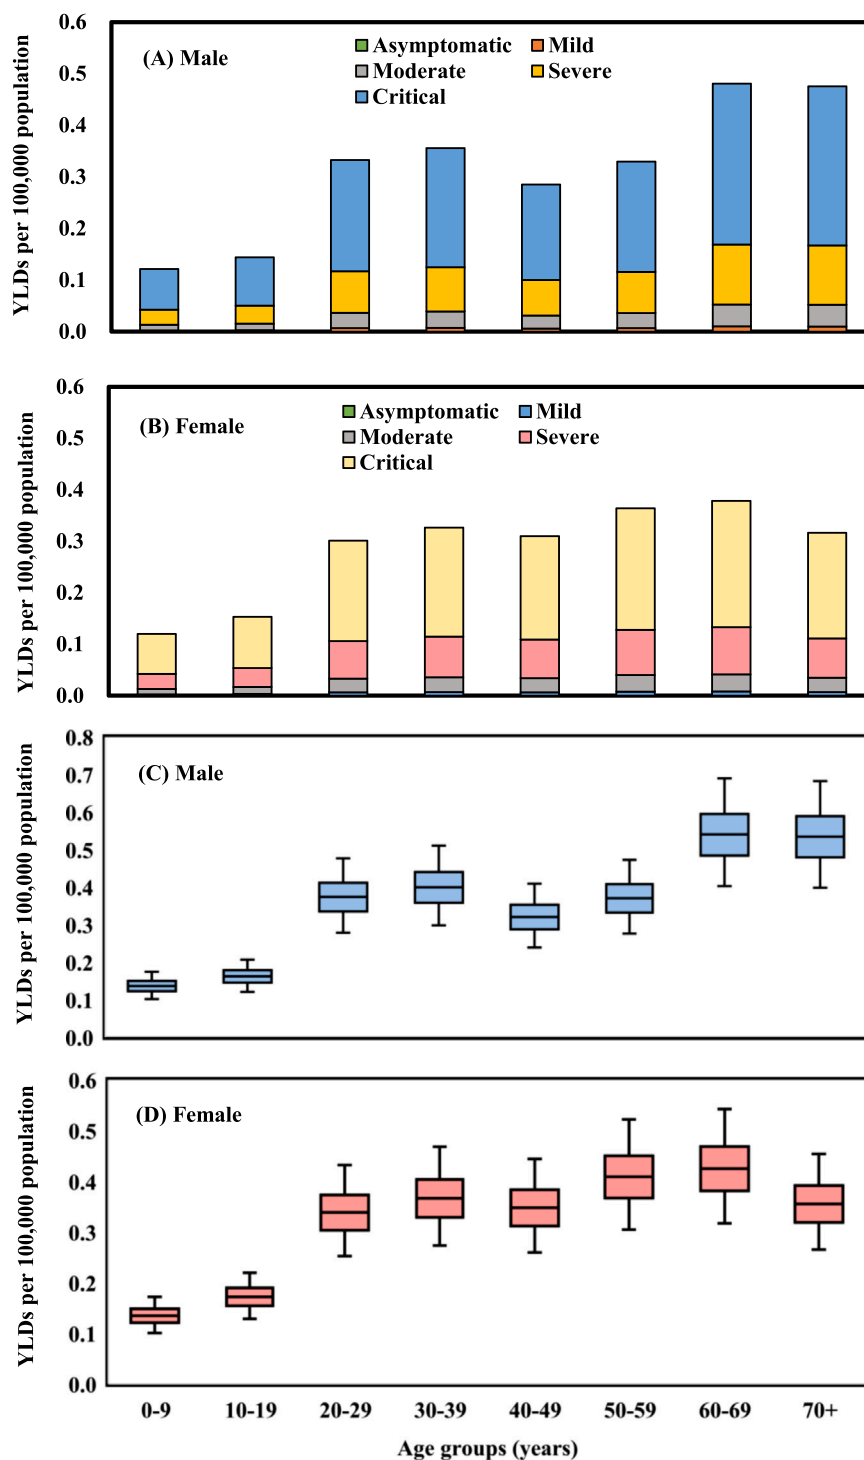 YLDs per 100,000 population
0.6
0.5
0.4
0.3
0.2
0.1
0.0
(A) Male
Asymptomatic Mild
Moderate Severe
Critical
YLDs per 100,000 population
0.6
0.5
0.4
0.3
0.2
0.1
0.0
(B) Female
Asymptomatic Mild
Moderate Severe
Critical
YLDs per 100,000 population
0.8
0.7
0.6
0.5
0.4
0.3
0.2
0.1
0.0
(C) Male
YLDs per 100,000 population
0.6
0.5
0.4
0.3
0.2
0.1
0.0
(D) Female
0-9 10-19 20-29 30-39 40-49 50-59 60-69 70+
Age groups (years)